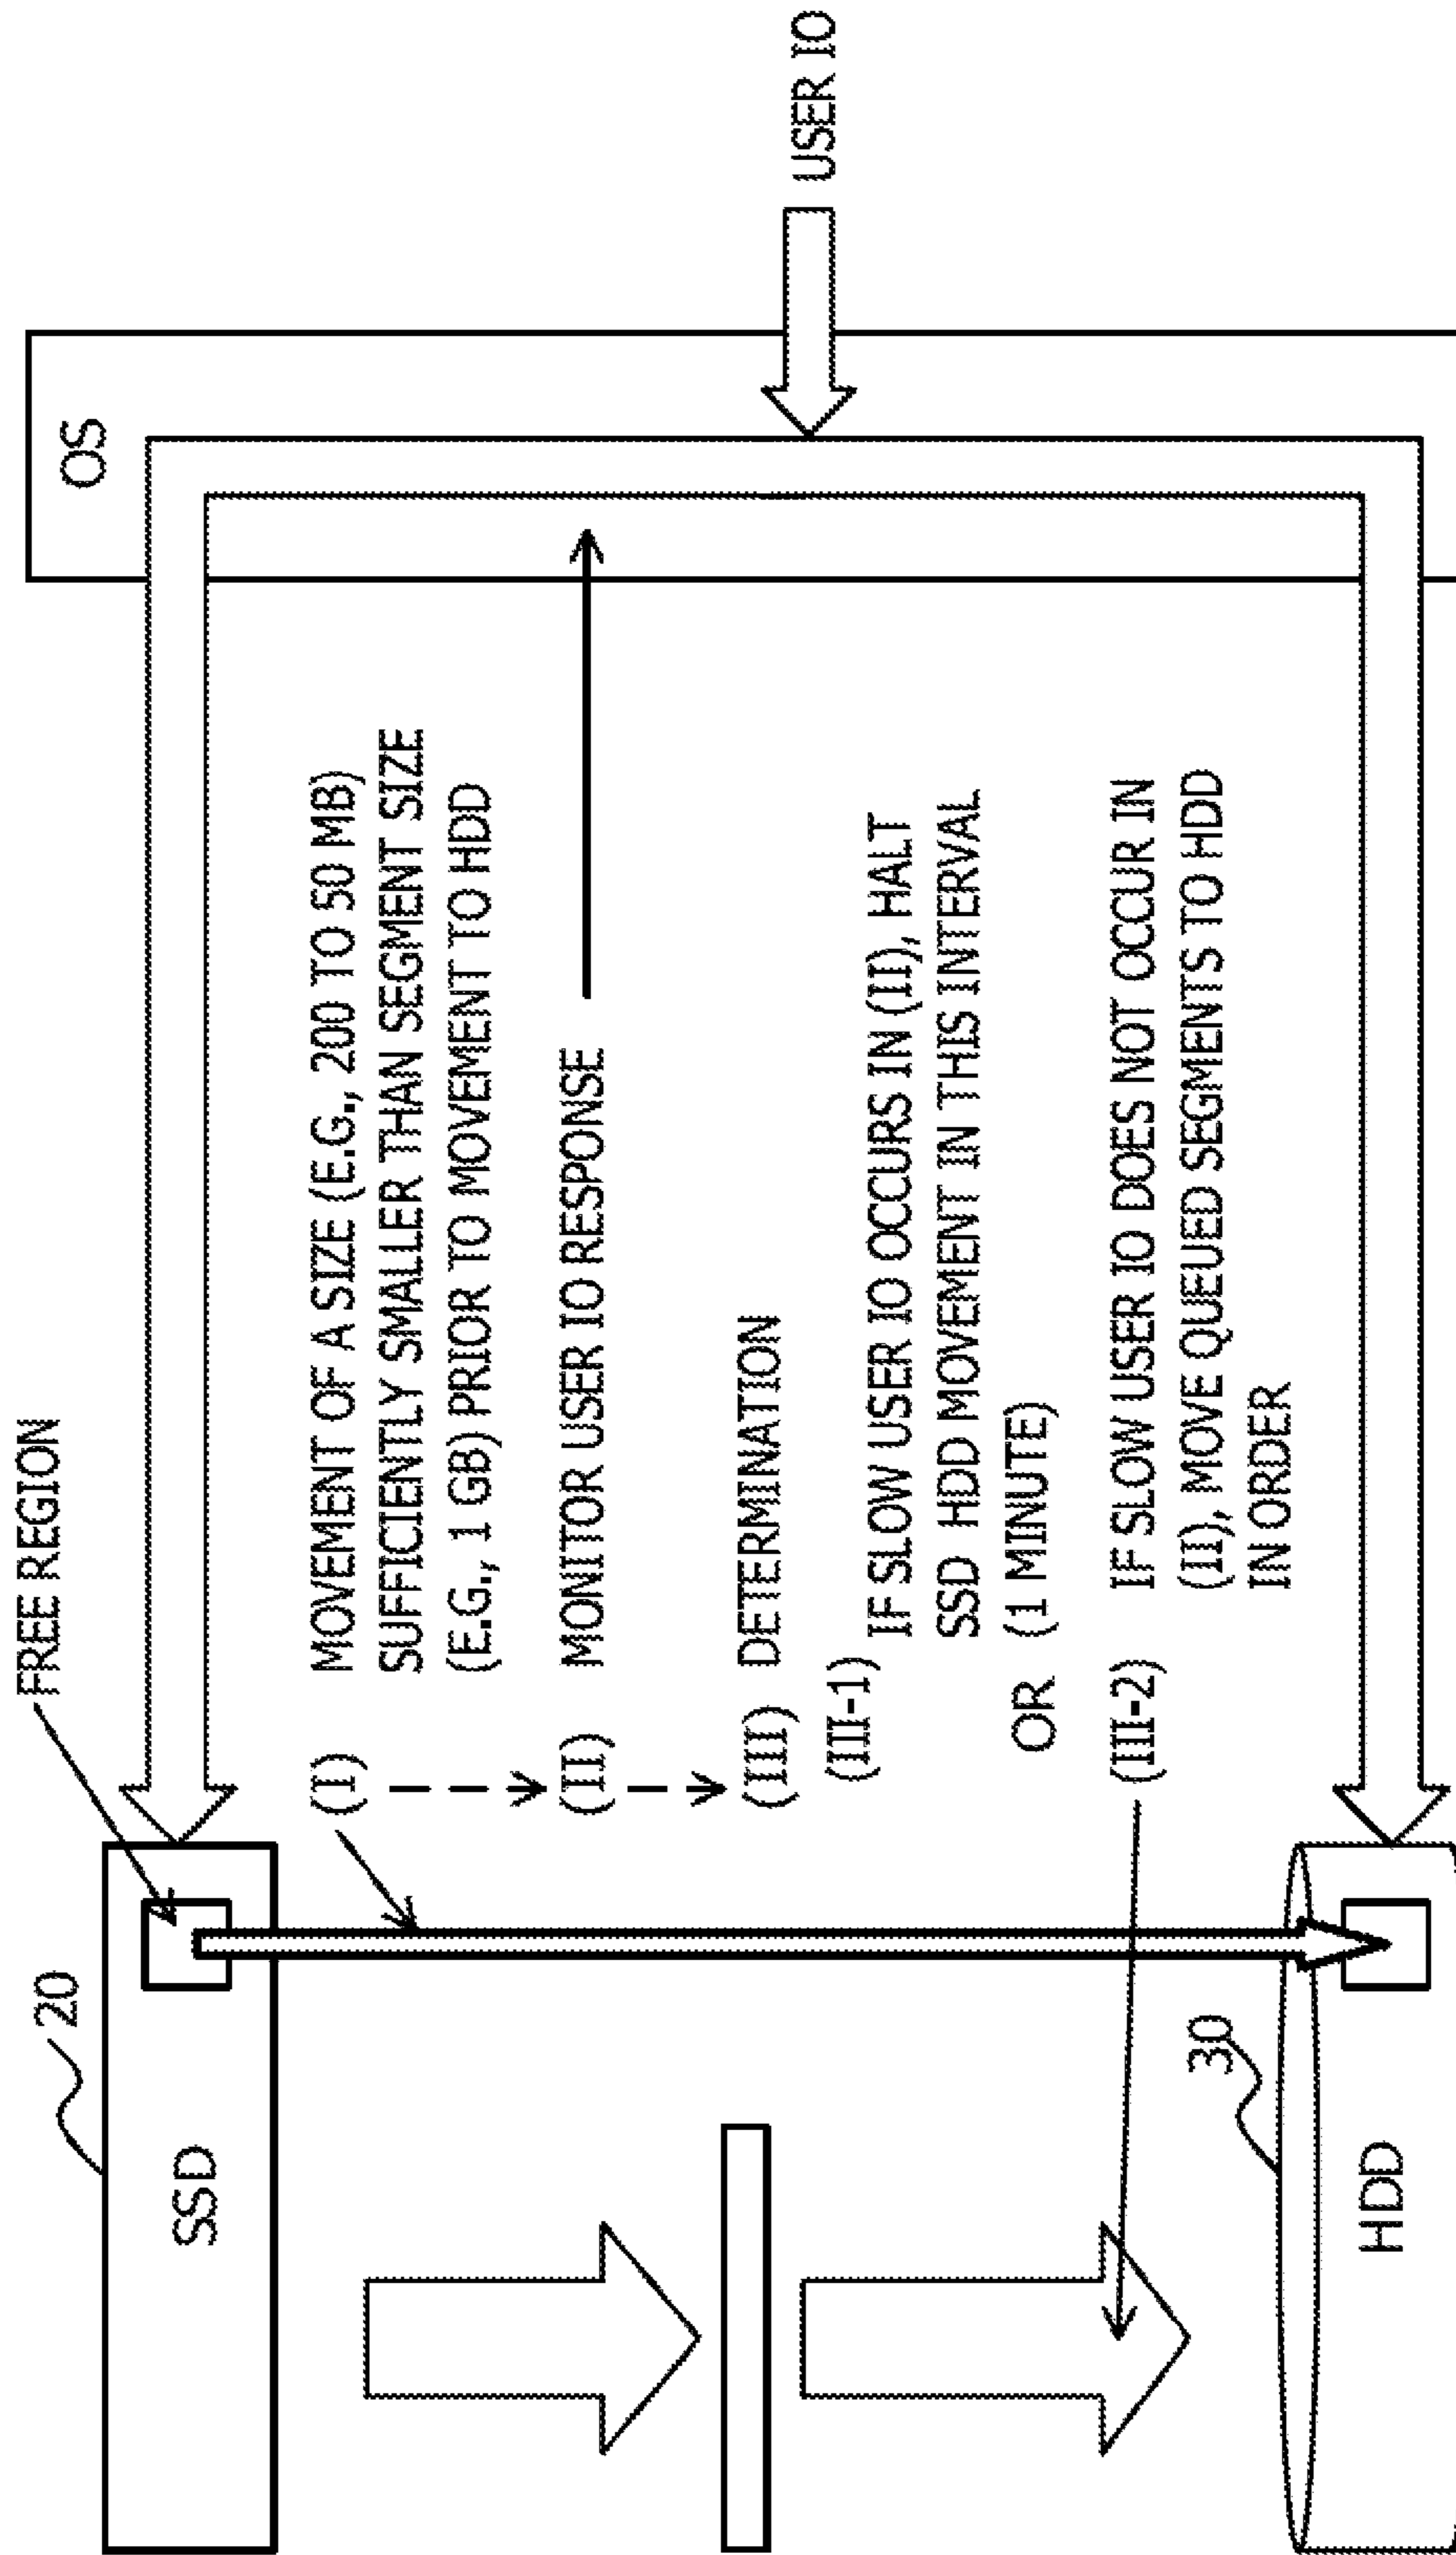 FREE REGION
20
SSD
OS
USER IO
(I) MOVEMENT OF A SIZE (E.G., 200 TO 50 MB)
SUFFICIENTLY SMALLER THAN SEGMENT SIZE
(E.G., 1 GB) PRIOR TO MOVEMENT TO HDD
(II) MONITOR USER IO RESPONSE
(III) DETERMINATION
(III-1)
IF SLOW USER IO OCCURS IN (II), HALT
SSD HDD MOVEMENT IN THIS INTERVAL
(1 MINUTE)
OR
(III-2) IF SLOW USER IO DOES NOT OCCUR IN
(II), MOVE QUEUED SEGMENTS TO HDD
IN ORDER
30
HDD